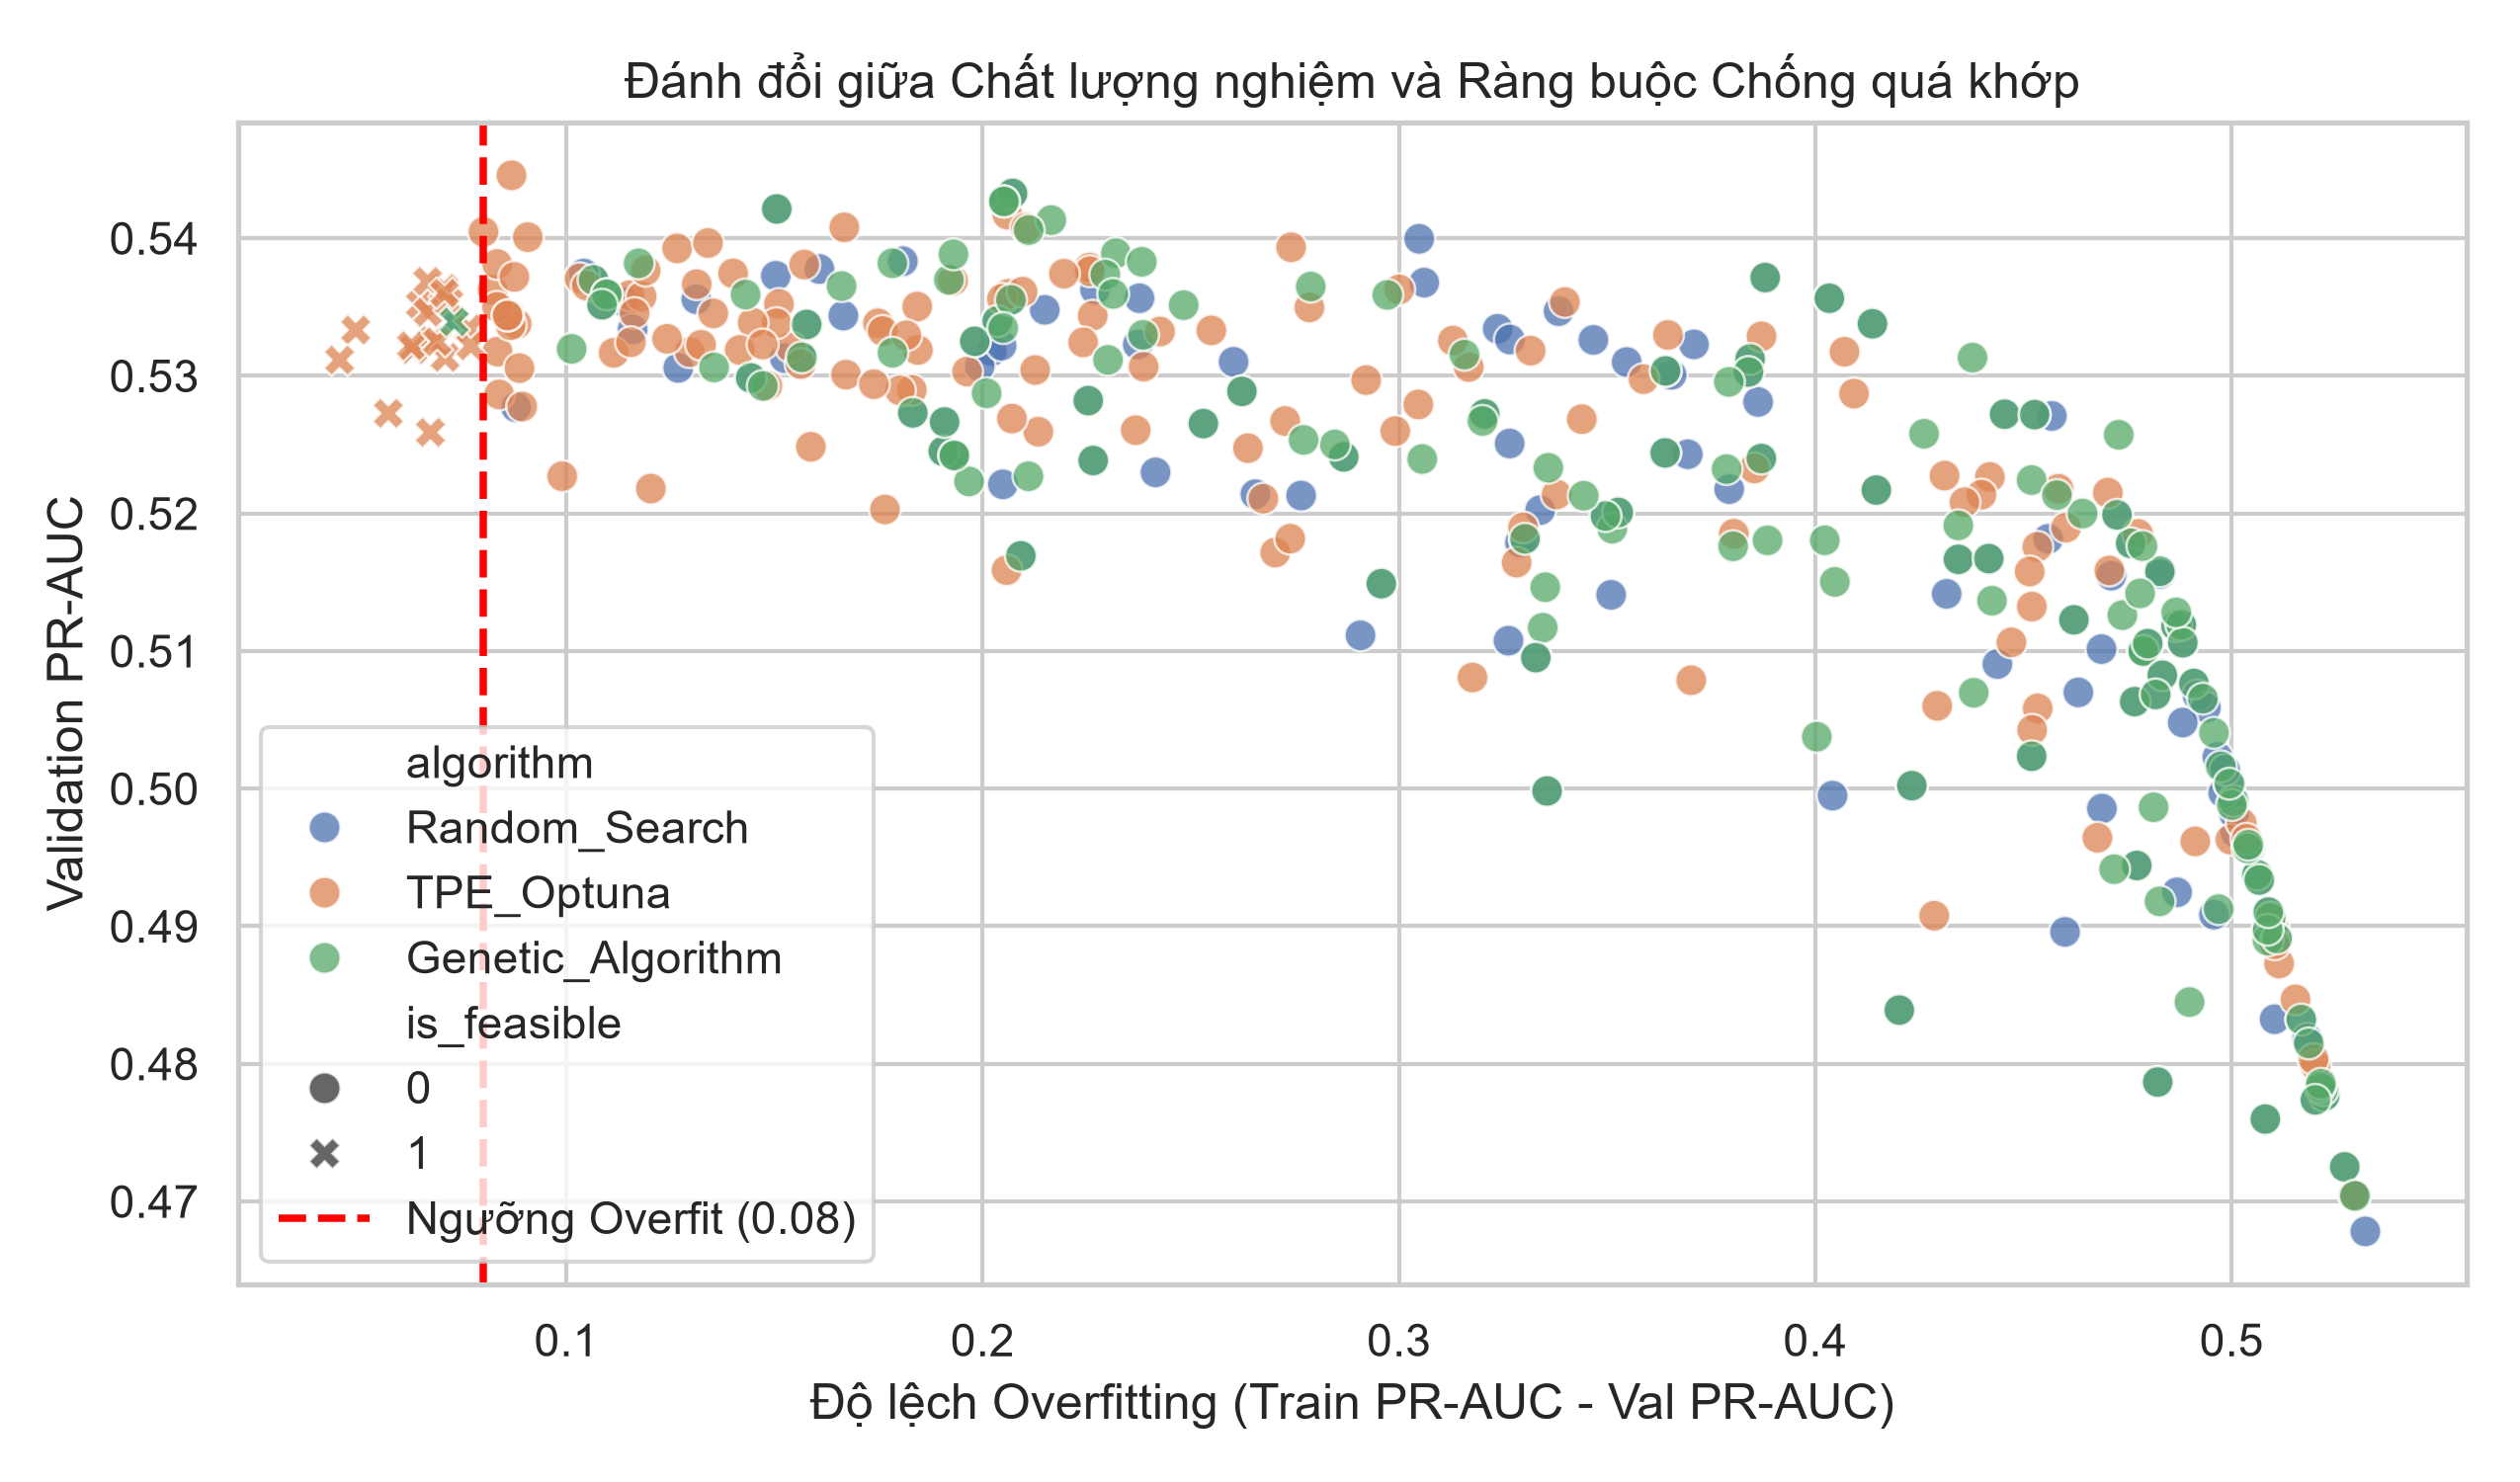 Đánh đổi giữa Chất lượng nghiệm và Ràng buộc Chống quá khớp
Validation PR-AUC
0.54
0.53
0.52
0.51
0.50
0.49
0.48
0.47
algorithm
Random_Search
TPE_Optuna
Genetic_Algorithm
is_feasible
0
1
Ngưỡng Overfit (0.08)
0.1
0.2
0.3
0.4
0.5
Độ lệch Overfitting (Train PR-AUC - Val PR-AUC)